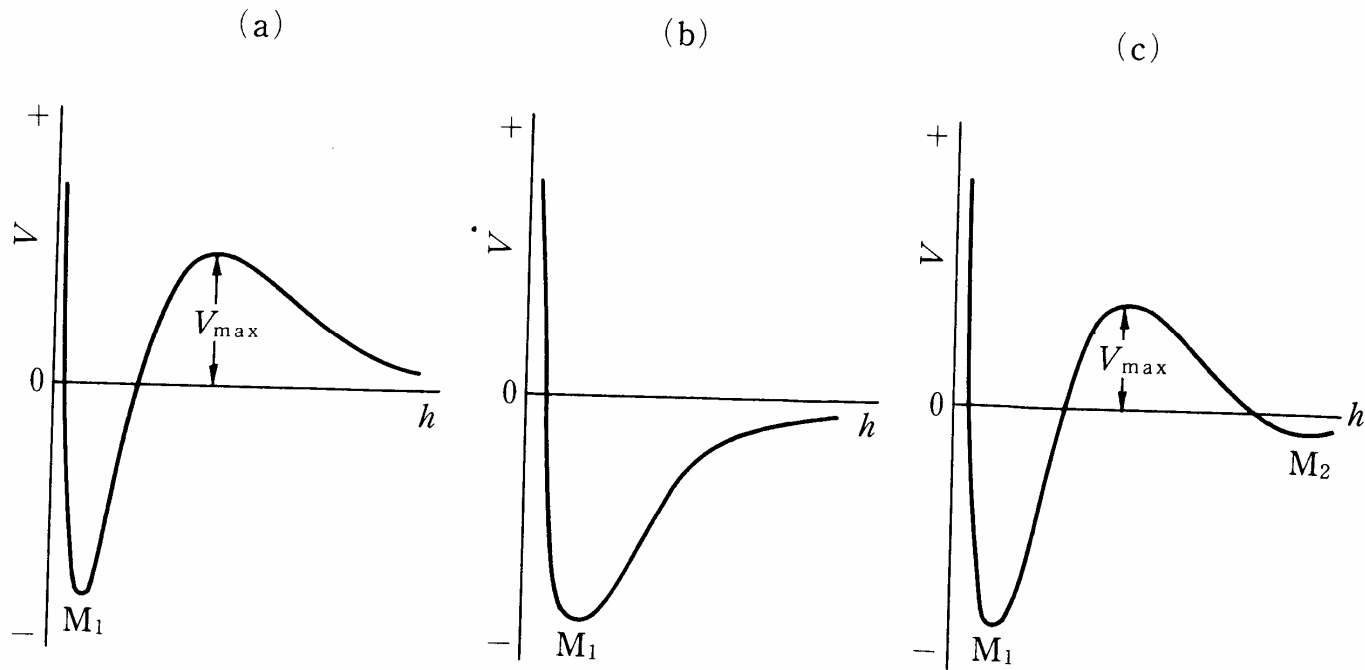 (a)
+
V
V_max
0
h
M₁
−
(b)
+
V
0
h
M₁
−
(c)
+
V
V_max
0
h
M₂
M₁
−